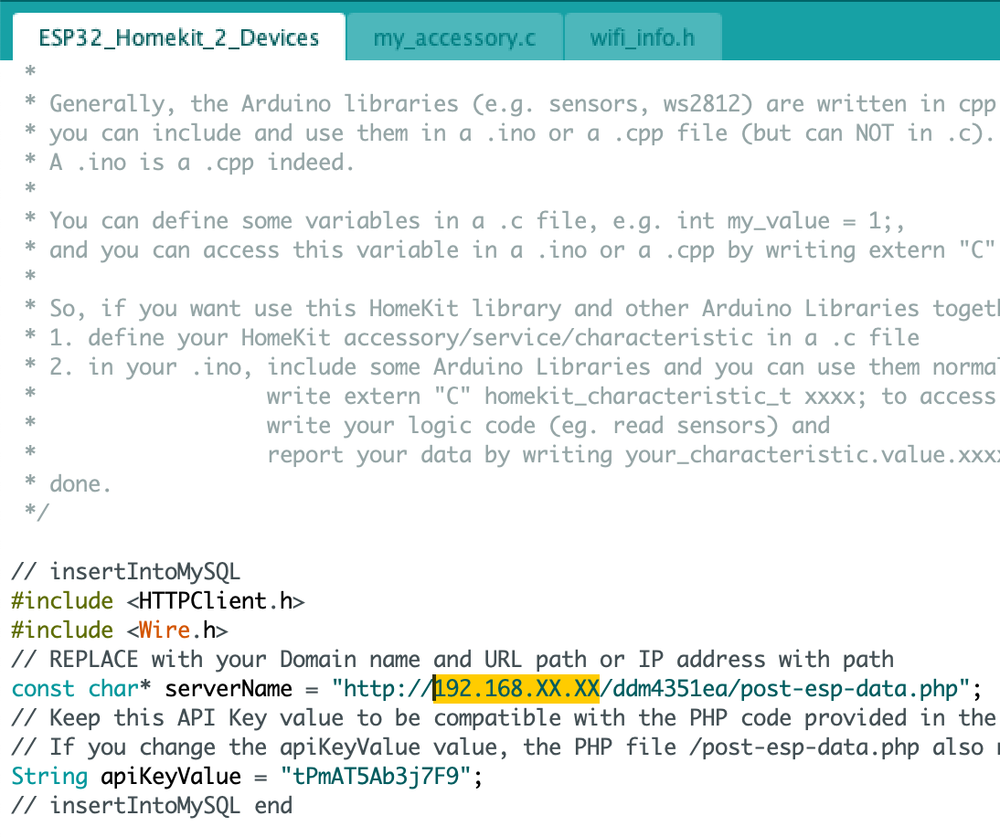 ESP32_Homekit_2_Devices my_accessory.c wifi_info.h
*
* Generally, the Arduino libraries (e.g. sensors, ws2812) are written in cpp
* you can include and use them in a .ino or a .cpp file (but can NOT in .c).
* A .ino is a .cpp indeed.
*
* You can define some variables in a .c file, e.g. int my_value = 1;,
* and you can access this variable in a .ino or a .cpp by writing extern "C"
*
* So, if you want use this HomeKit library and other Arduino Libraries togeth
* 1. define your HomeKit accessory/service/characteristic in a .c file
* 2. in your .ino, include some Arduino Libraries and you can use them normal
* write extern "C" homekit_characteristic_t xxxx; to access
* write your logic code (eg. read sensors) and
* report your data by writing your_characteristic.value.xxxx
* done.
*/
// insertIntoMySQL
#include <HTTPClient.h>
#include <Wire.h>
// REPLACE with your Domain name and URL path or IP address with path
const char* serverName = "http://192.168.XX.XX/ddm4351ea/post-esp-data.php";
// Keep this API Key value to be compatible with the PHP code provided in the
// If you change the apiKeyValue value, the PHP file /post-esp-data.php also
String apiKeyValue = "tPmAT5Ab3j7F9";
// insertIntoMySQL end